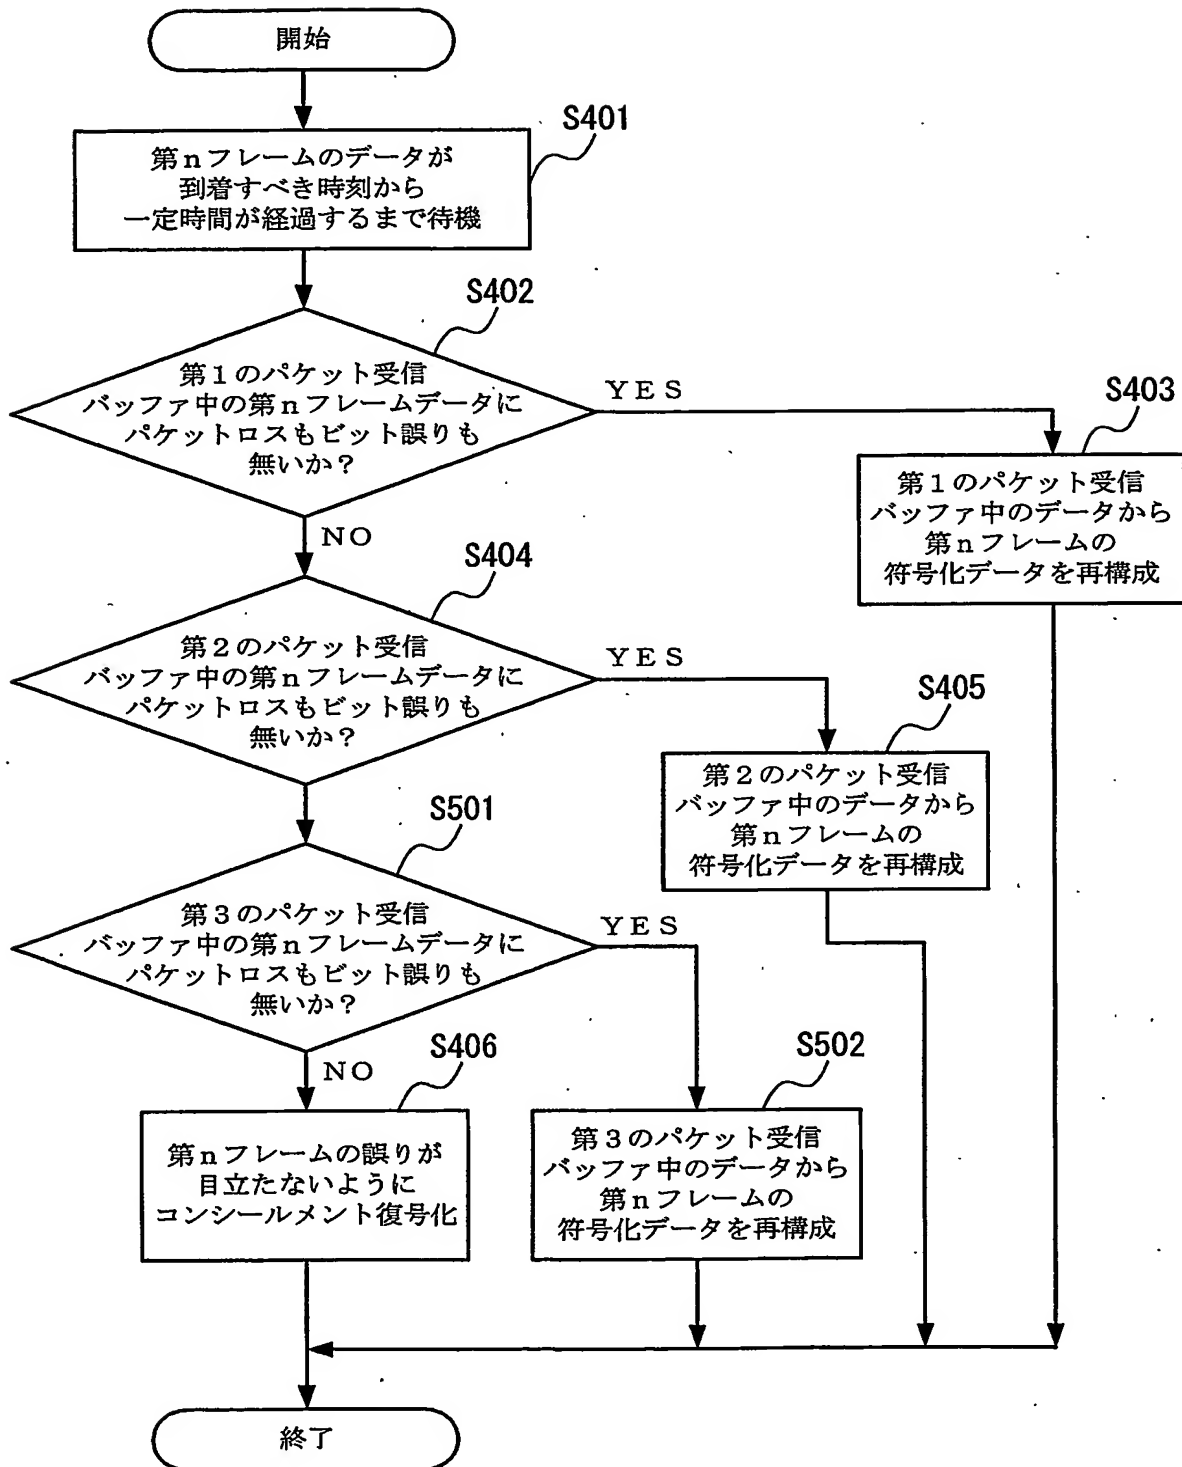 開始
S401
第nフレームのデータが
到着すべき時刻から
一定時間が経過するまで待機
S402
第1のパケット受信
バッファ中の第nフレームデータに
パケットロスもビット誤りも
無いか?
YES
S403
第1のパケット受信
バッファ中のデータから
第nフレームの
符号化データを再構成
NO
S404
第2のパケット受信
バッファ中の第nフレームデータに
パケットロスもビット誤りも
無いか?
YES
S405
第2のパケット受信
バッファ中のデータから
第nフレームの
符号化データを再構成
S501
第3のパケット受信
バッファ中の第nフレームデータに
パケットロスもビット誤りも
無いか?
YES
S502
第3のパケット受信
バッファ中のデータから
第nフレームの
符号化データを再構成
NO
S406
第nフレームの誤りが
目立たないように
コンシールメント復号化
終了